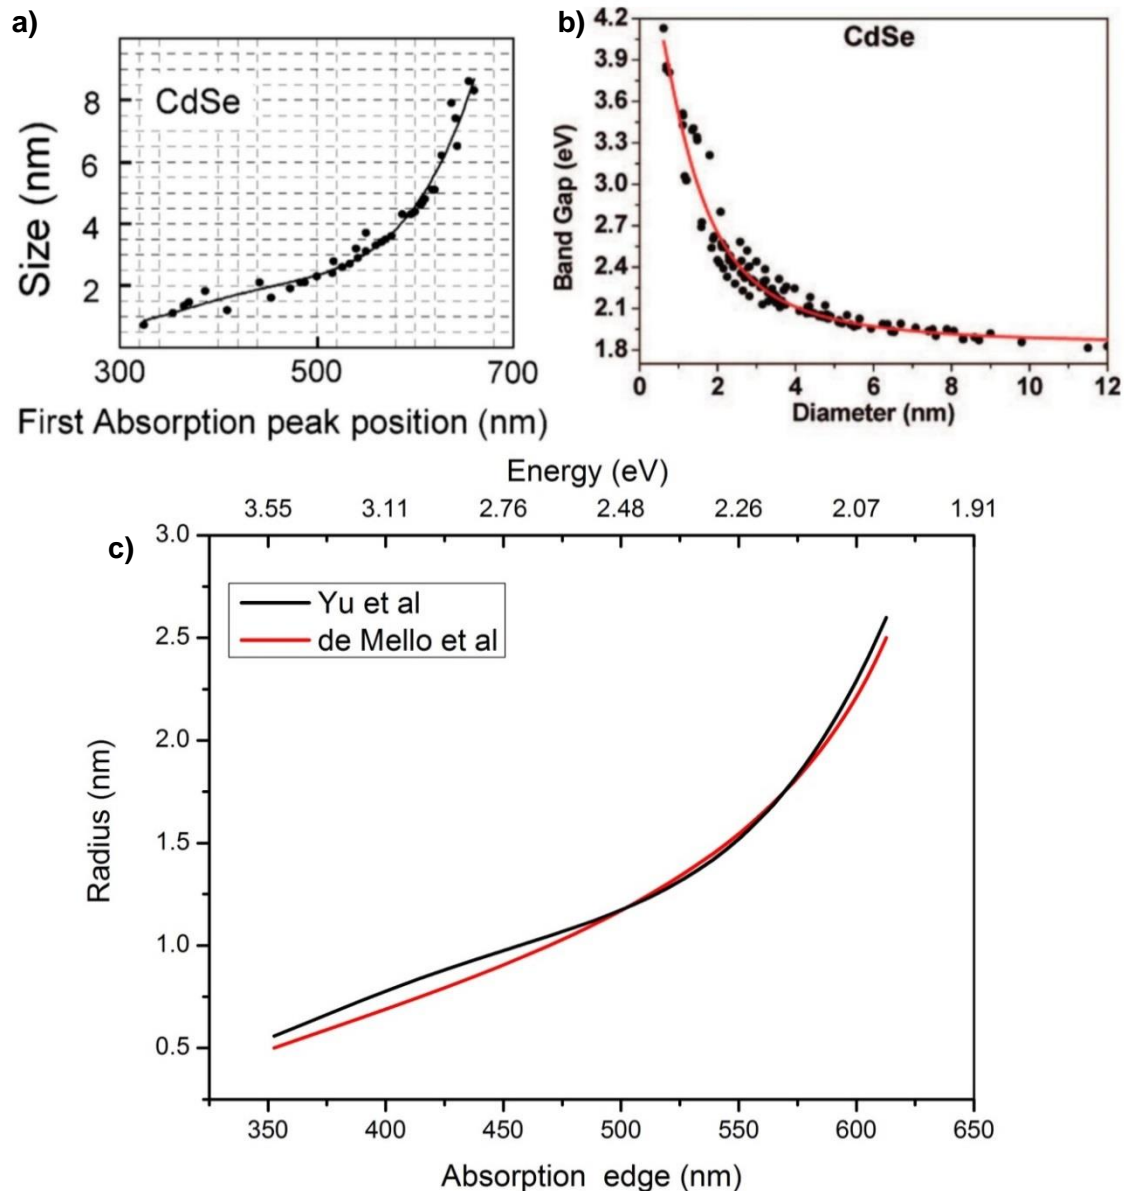 a)
CdSe
Size (nm)
8
6
4
2
300 500 700
First Absorption peak position (nm)
b)
CdSe
Band Gap (eV)
4.2
3.9
3.6
3.3
3.0
2.7
2.4
2.1
1.8
0 2 4 6 8 10 12
Diameter (nm)
c)
Energy (eV)
3.55 3.11 2.76 2.48 2.26 2.07 1.91
Yu et al
de Mello et al
Radius (nm)
3.0
2.5
2.0
1.5
1.0
0.5
350 400 450 500 550 600 650
Absorption edge (nm)